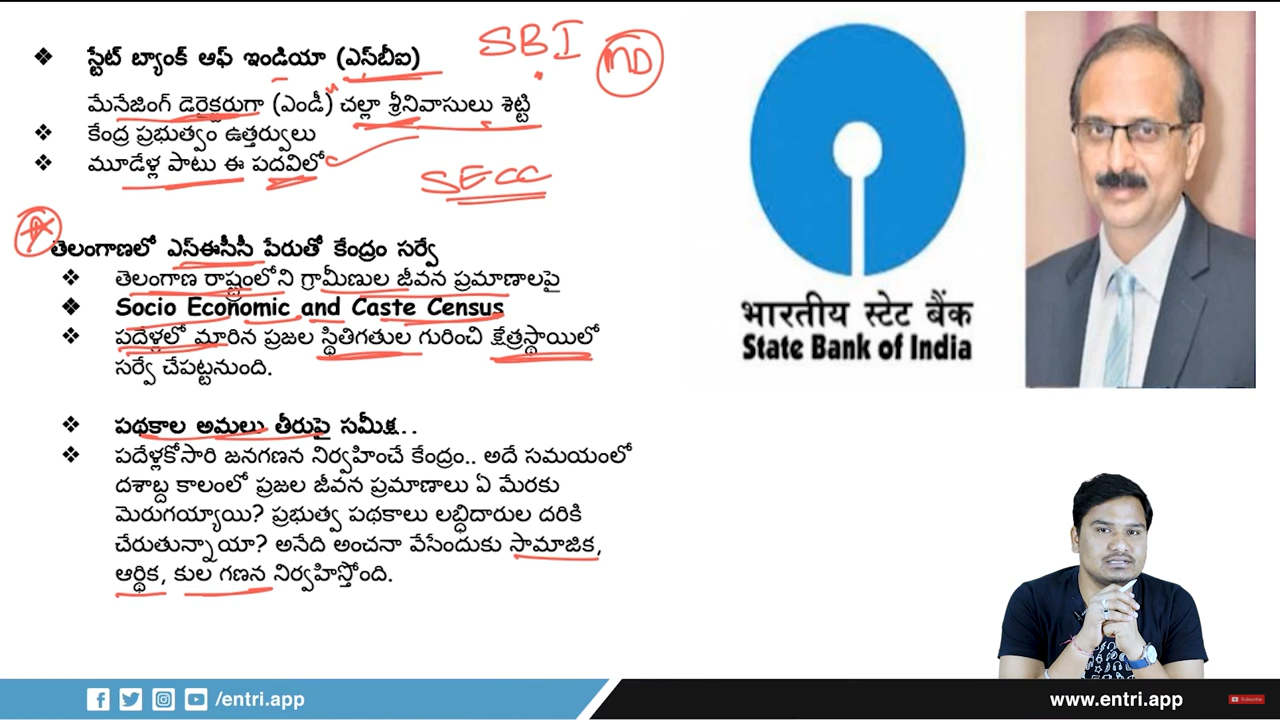 ❖ స్టేట్ బ్యాంక్ ఆఫ్ ఇండియా (ఎస్‌బీఐ)
SBI
MD
మేనేజింగ్ డెరైక్టరుగా (ఎండీ) చల్లా శ్రీనివాసులు శెట్టి
❖ కేంద్ర ప్రభుత్వం ఉత్తర్వులు
❖ మూడేళ్ల పాటు ఈ పదవిలో
SECC
తెలంగాణలో ఎస్ఈసీసీ పేరుతో కేంద్రం సర్వే
❖ తెలంగాణ రాష్ట్రంలోని గ్రామీణుల జీవన ప్రమాణాలపై
❖ Socio Economic and Caste Census
❖ పదేళ్లలో మారిన ప్రజల స్థితిగతుల గురించి క్షేత్రస్థాయిలో
సర్వే చేపట్టనుంది.
❖ పథకాల అమలు తీరుపై సమీక్ష..
❖ పదేళ్లకోసారి జనగణన నిర్వహించే కేంద్రం.. అదే సమయంలో
దశాబ్ద కాలంలో ప్రజల జీవన ప్రమాణాలు ఏ మేరకు
మెరుగయ్యాయి? ప్రభుత్వ పథకాలు లబ్ధిదారుల దరికి
చేరుతున్నాయా? అనేది అంచనా వేసేందుకు సామాజిక,
ఆర్థిక, కుల గణన నిర్వహిస్తోంది.
भारतीय स्टेट बैंक
State Bank of India
/entri.app
www.entri.app
Subscribe